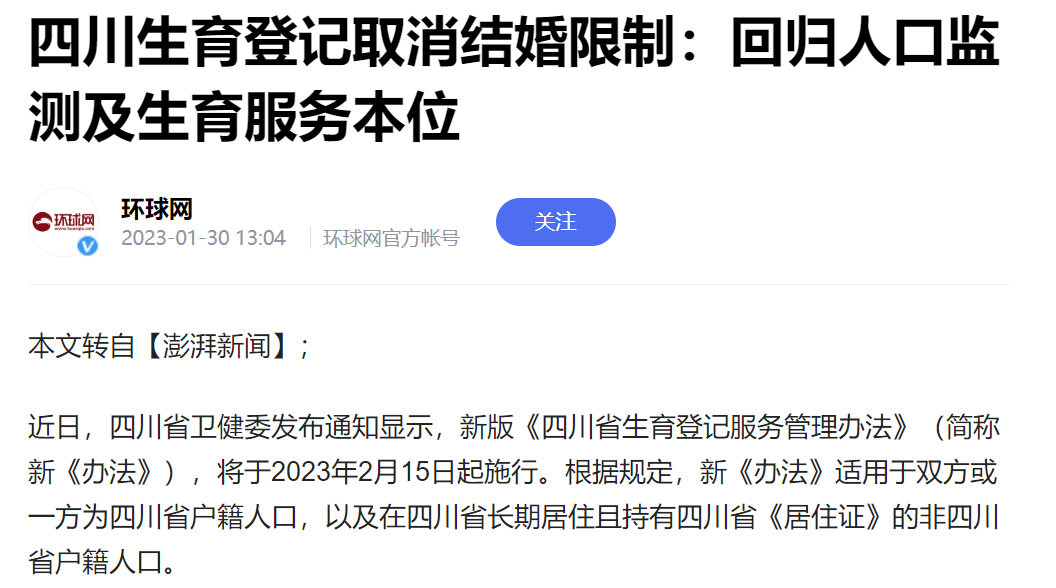 四川生育登记取消结婚限制：回归人口监
测及生育服务本位
环球网
www.huanqiu.com
环球网
2023-01-30 13:04
环球网官方帐号
关注
本文转自【澎湃新闻】；
近日，四川省卫健委发布通知显示，新版《四川省生育登记服务管理办法》（简称
新《办法》），将于2023年2月15日起施行。根据规定，新《办法》适用于双方或
一方为四川省户籍人口，以及在四川省长期居住且持有四川省《居住证》的非四川
省户籍人口。